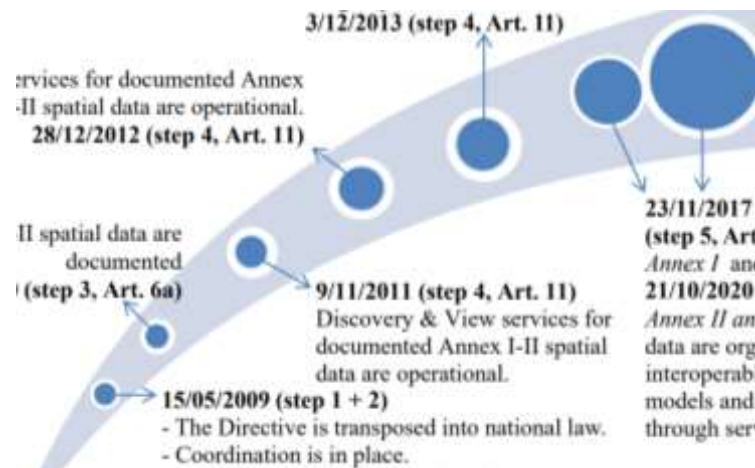 3/12/2013 (step 4, Art. 11)
ervices for documented Annex
-II spatial data are operational.
28/12/2012 (step 4, Art. 11)
II spatial data are
documented
(step 3, Art. 6a)
9/11/2011 (step 4, Art. 11)
Discovery & View services for
documented Annex I-II spatial
data are operational.
15/05/2009 (step 1 + 2)
- The Directive is transposed into national law.
- Coordination is in place.
23/11/2017
(step 5, Art
Annex I and
21/10/2020
Annex II an
data are org
interoperabl
models and
through serv